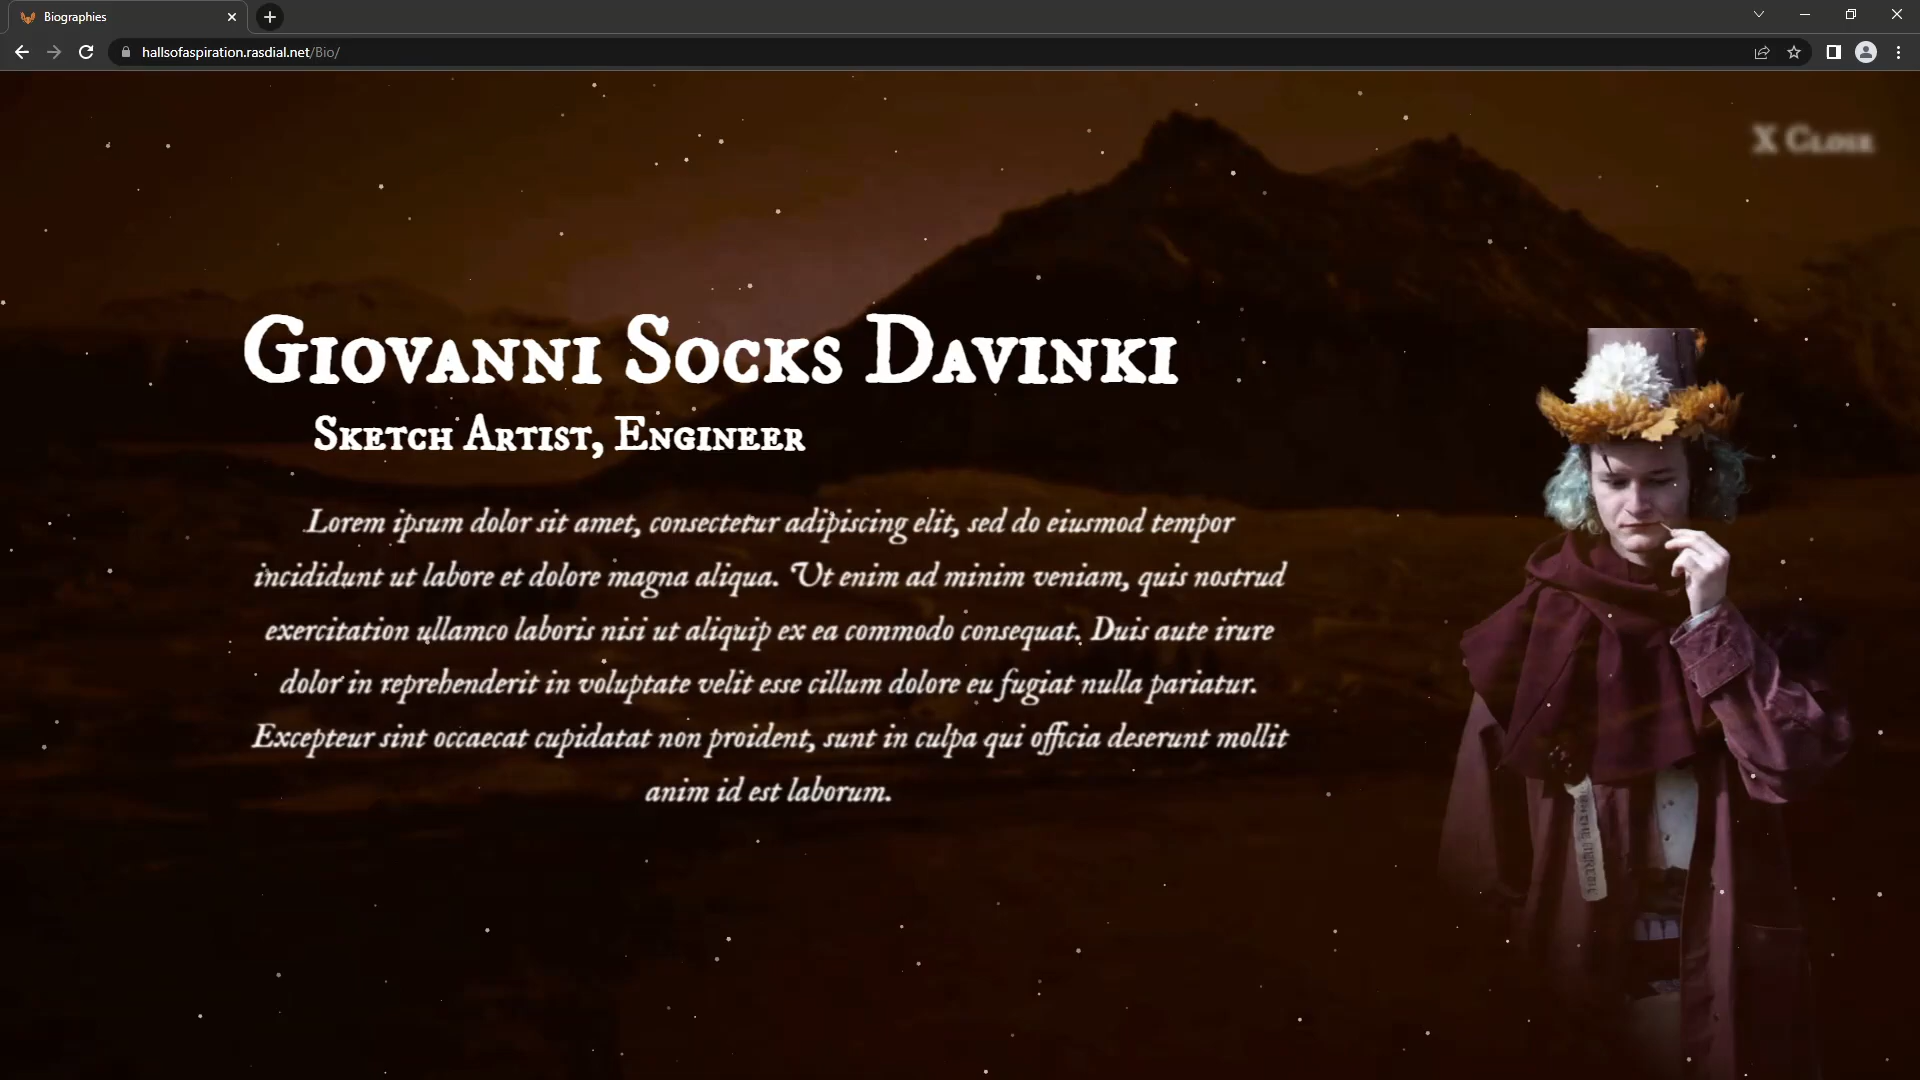 Biographies
hallsofaspiration.rasdial.net/Bio/
X Close
Giovanni Socks Davinki
Sketch Artist, Engineer
Lorem ipsum dolor sit amet, consectetur adipiscing elit, sed do eiusmod tempor
incididunt ut labore et dolore magna aliqua. Ut enim ad minim veniam, quis nostrud
exercitation ullamco laboris nisi ut aliquip ex ea commodo consequat. Duis aute irure
dolor in reprehenderit in voluptate velit esse cillum dolore eu fugiat nulla pariatur.
Excepteur sint occaecat cupidatat non proident, sunt in culpa qui officia deserunt mollit
anim id est laborum.